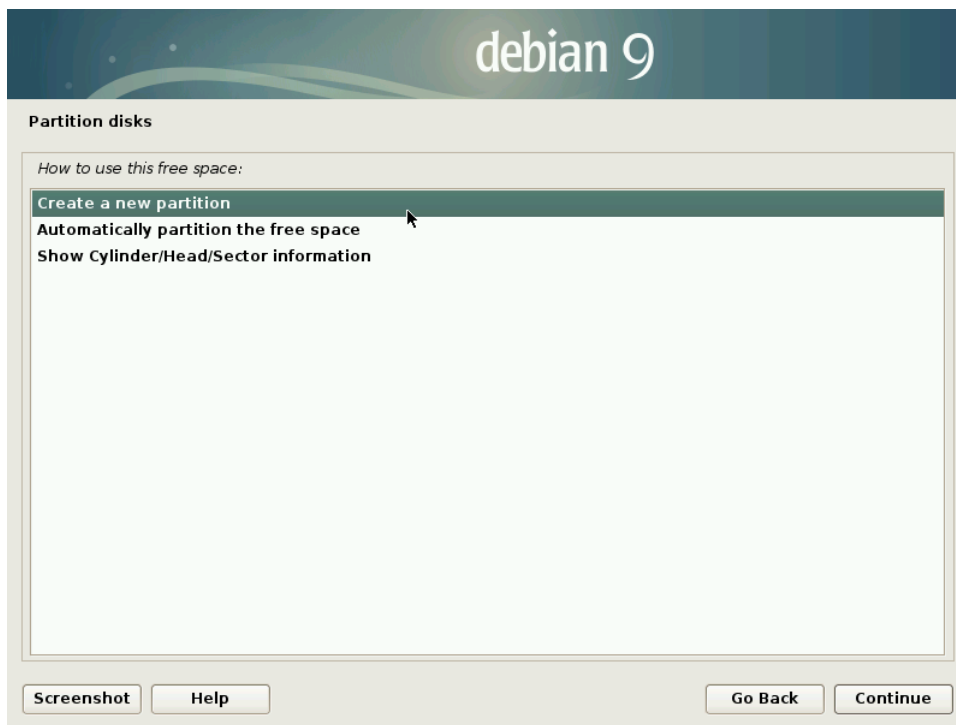 debian 9
Partition disks
How to use this free space:
Create a new partition
Automatically partition the free space
Show Cylinder/Head/Sector information
Screenshot
Help
Go Back
Continue